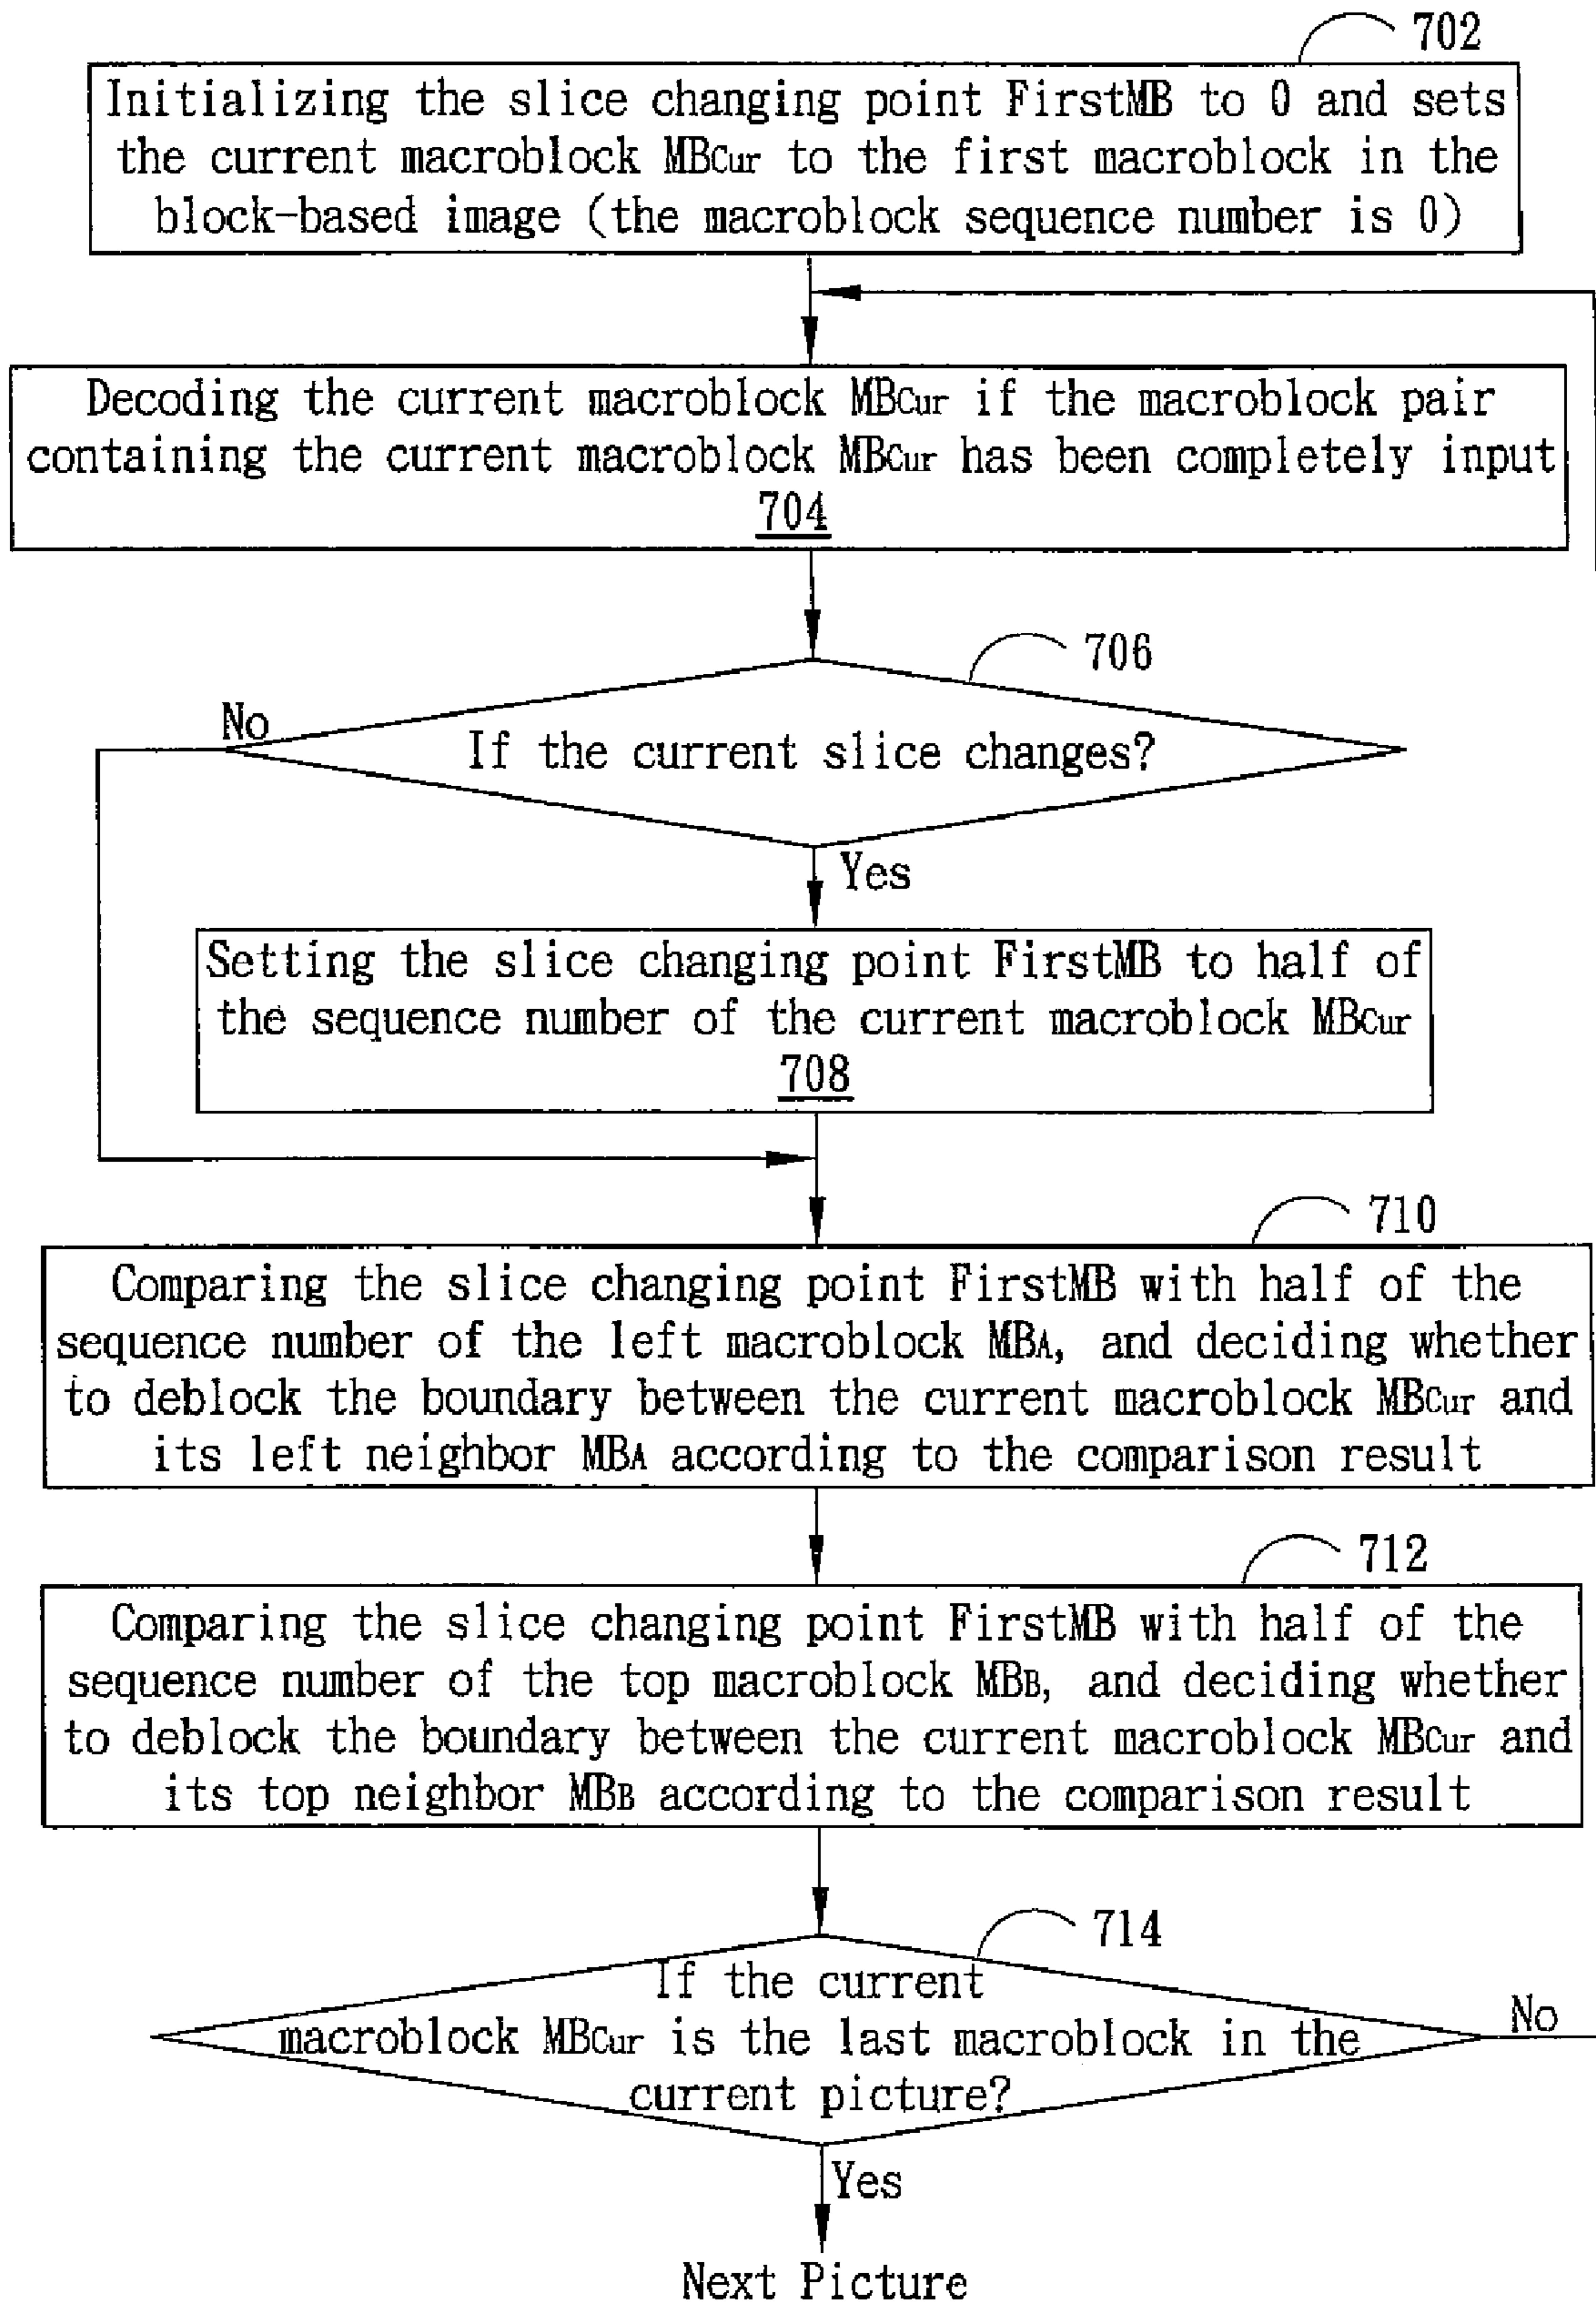 702
Initializing the slice changing point FirstMB to 0 and sets
the current macroblock MBCur to the first macroblock in the
block-based image (the macroblock sequence number is 0)
Decoding the current macroblock MBCur if the macroblock pair
containing the current macroblock MBCur has been completely input
704
706
No
If the current slice changes?
Yes
Setting the slice changing point FirstMB to half of
the sequence number of the current macroblock MBCur
708
710
Comparing the slice changing point FirstMB with half of the
sequence number of the left macroblock MBA, and deciding whether
to deblock the boundary between the current macroblock MBCur and
its left neighbor MBA according to the comparison result
712
Comparing the slice changing point FirstMB with half of the
sequence number of the top macroblock MBB, and deciding whether
to deblock the boundary between the current macroblock MBCur and
its top neighbor MBB according to the comparison result
714
If the current
macroblock MBCur is the last macroblock in the
current picture?
No
Yes
Next Picture